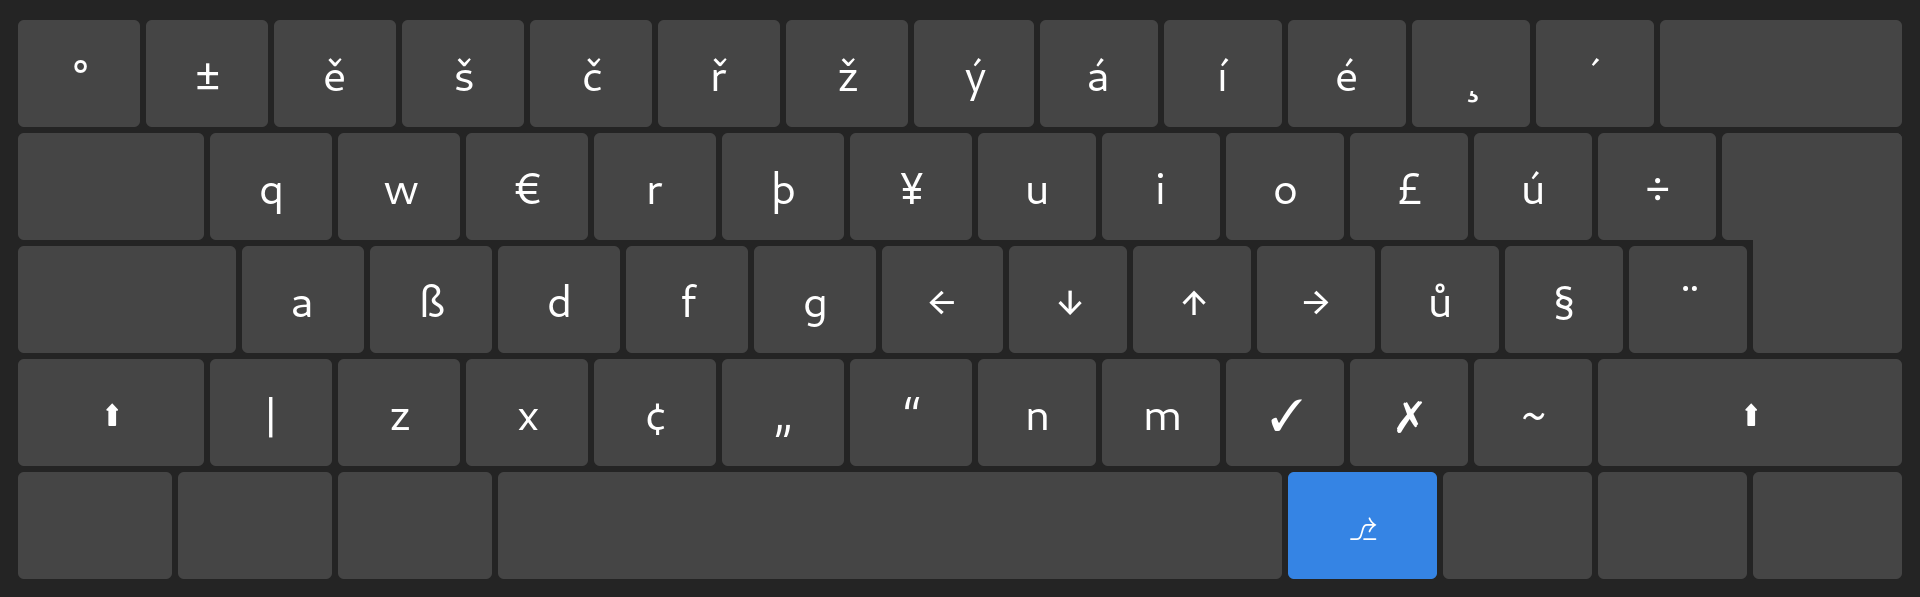 ° ± ě š č ř ž ý á í é ¸ ´
q w € r þ ¥ u i o £ ú ÷
a ß d f g ← ↓ ↑ → ů § ¨
⬆ | z x ¢ „ “ n m ✓ ✗ ~ ⬆
⎇